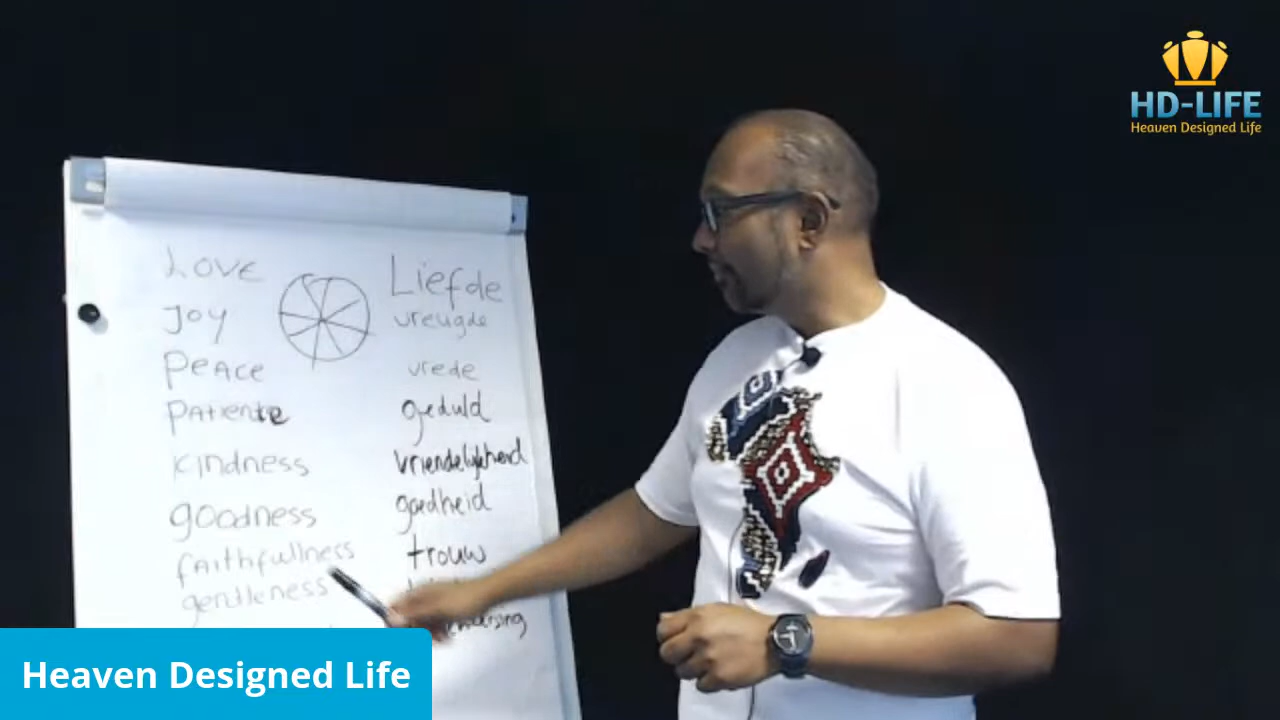 HD-LIFE
Heaven Designed Life
Love
Liefde
Joy
vreugde
Peace
vrede
Patience
geduld
kindness
vriendelijkheid
goodness
goedheid
faithfullness
trouw
gentleness
Heaven Designed Life